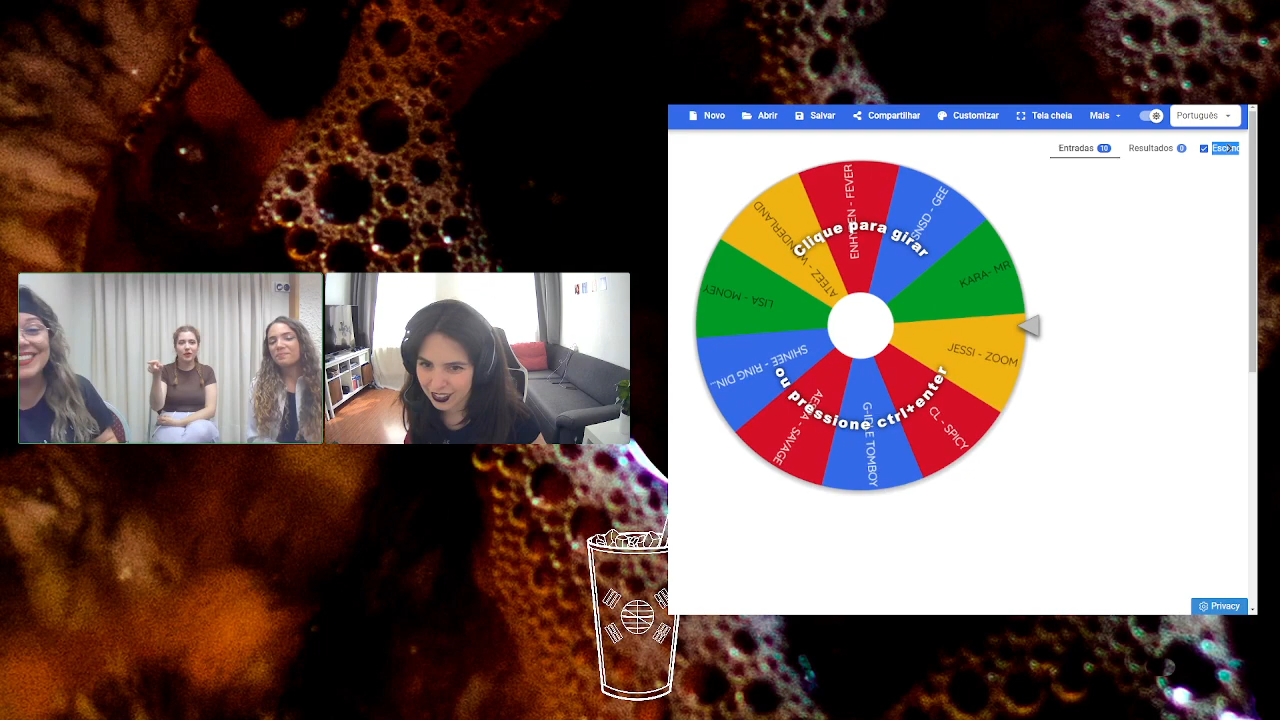 Novo Abrir Salvar Compartilhar Customizar Tela cheia Mais Português
Entradas 10 Resultados 0
ENHYPEN - FEVER
SNSD - GEE
KARA- MR
JESSI - ZOOM
CL - SPICY
G-IDLE TOMBOY
AESPA - SAVAGE
SHINEE - RING DIN...
LISA - MONEY
ATEEZ - WONDERLAND
Clique para girar
ou pressione ctrl+enter
Privacy